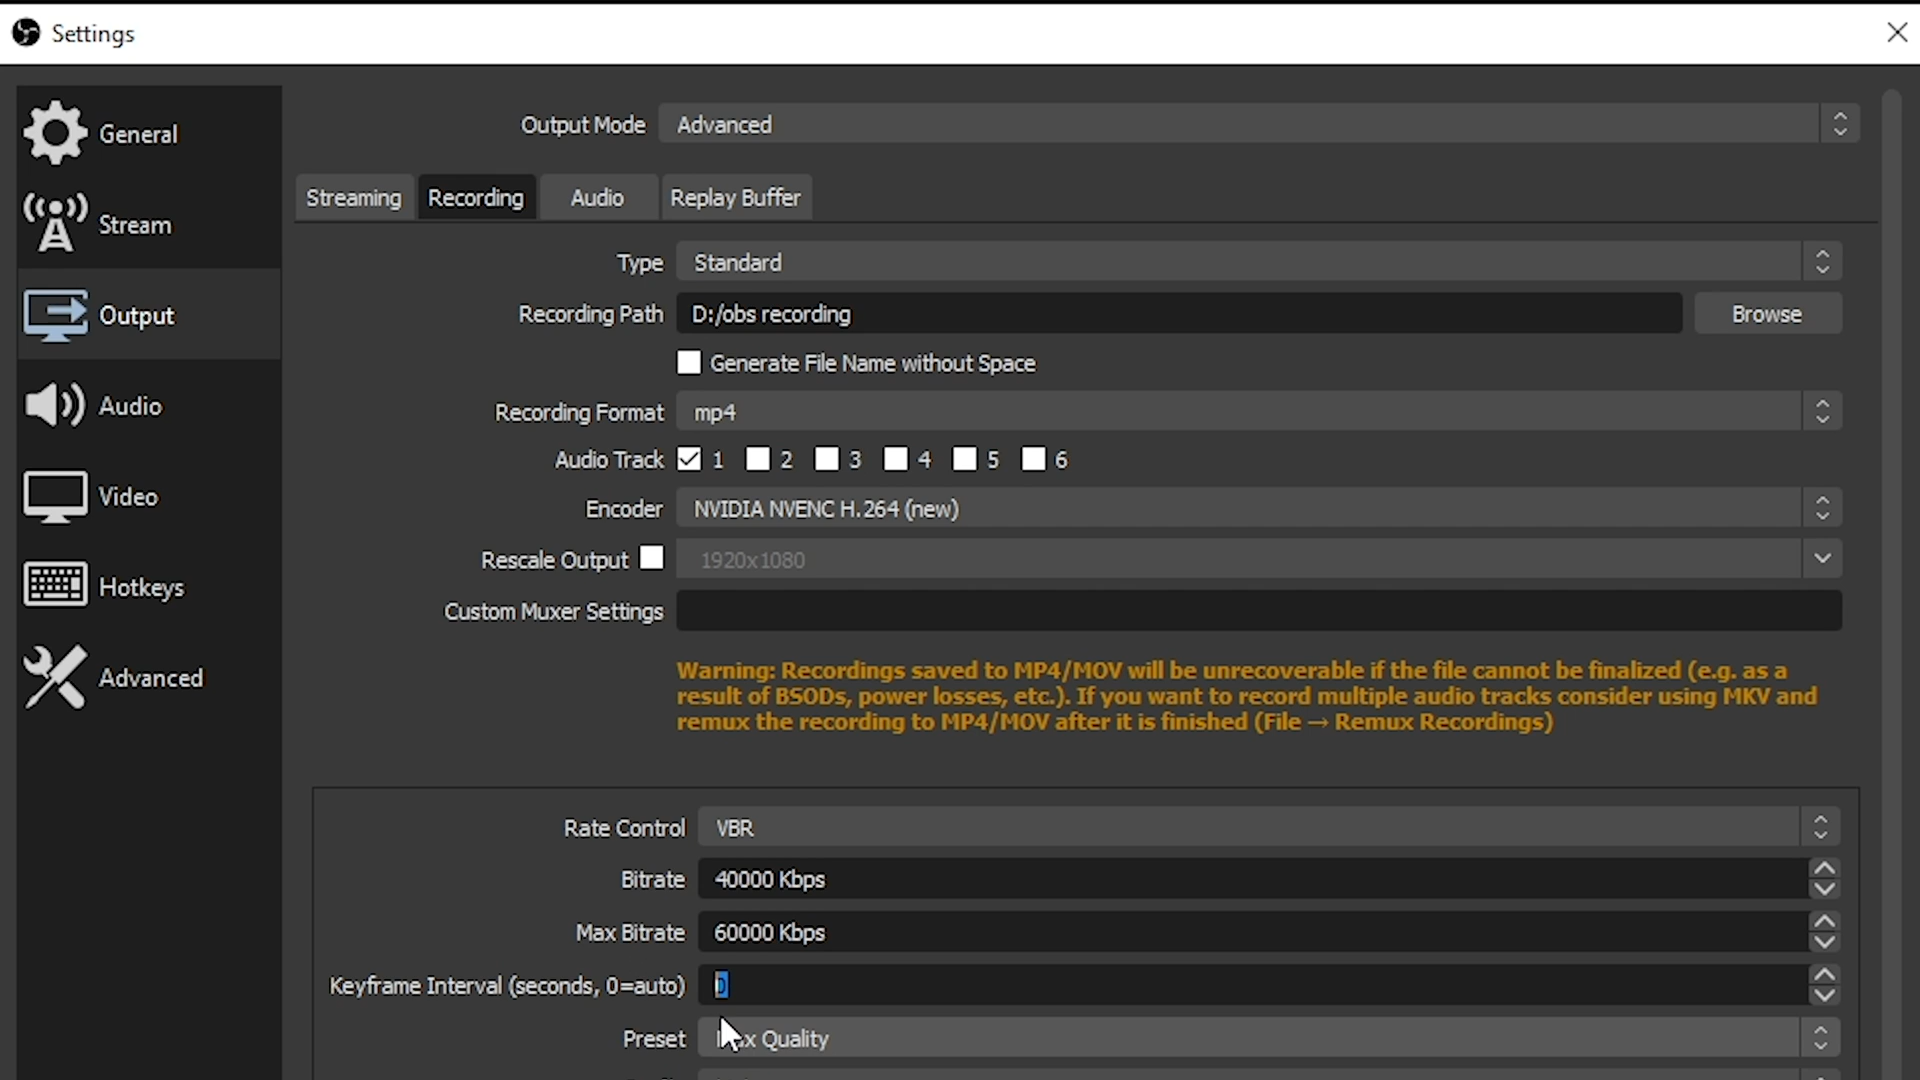 Settings
General
Stream
Output
Audio
Video
Hotkeys
Advanced
Output Mode Advanced
Streaming Recording Audio Replay Buffer
Type Standard
Recording Path D:/obs recording Browse
Generate File Name without Space
Recording Format mp4
Audio Track 1 2 3 4 5 6
Encoder NVIDIA NVENC H.264 (new)
Rescale Output 1920x1080
Custom Muxer Settings
Warning: Recordings saved to MP4/MOV will be unrecoverable if the file cannot be finalized (e.g. as a
result of BSODs, power losses, etc.). If you want to record multiple audio tracks consider using MKV and
remux the recording to MP4/MOV after it is finished (File → Remux Recordings)
Rate Control VBR
Bitrate 40000 Kbps
Max Bitrate 60000 Kbps
Keyframe Interval (seconds, 0=auto) 0
Preset Max Quality